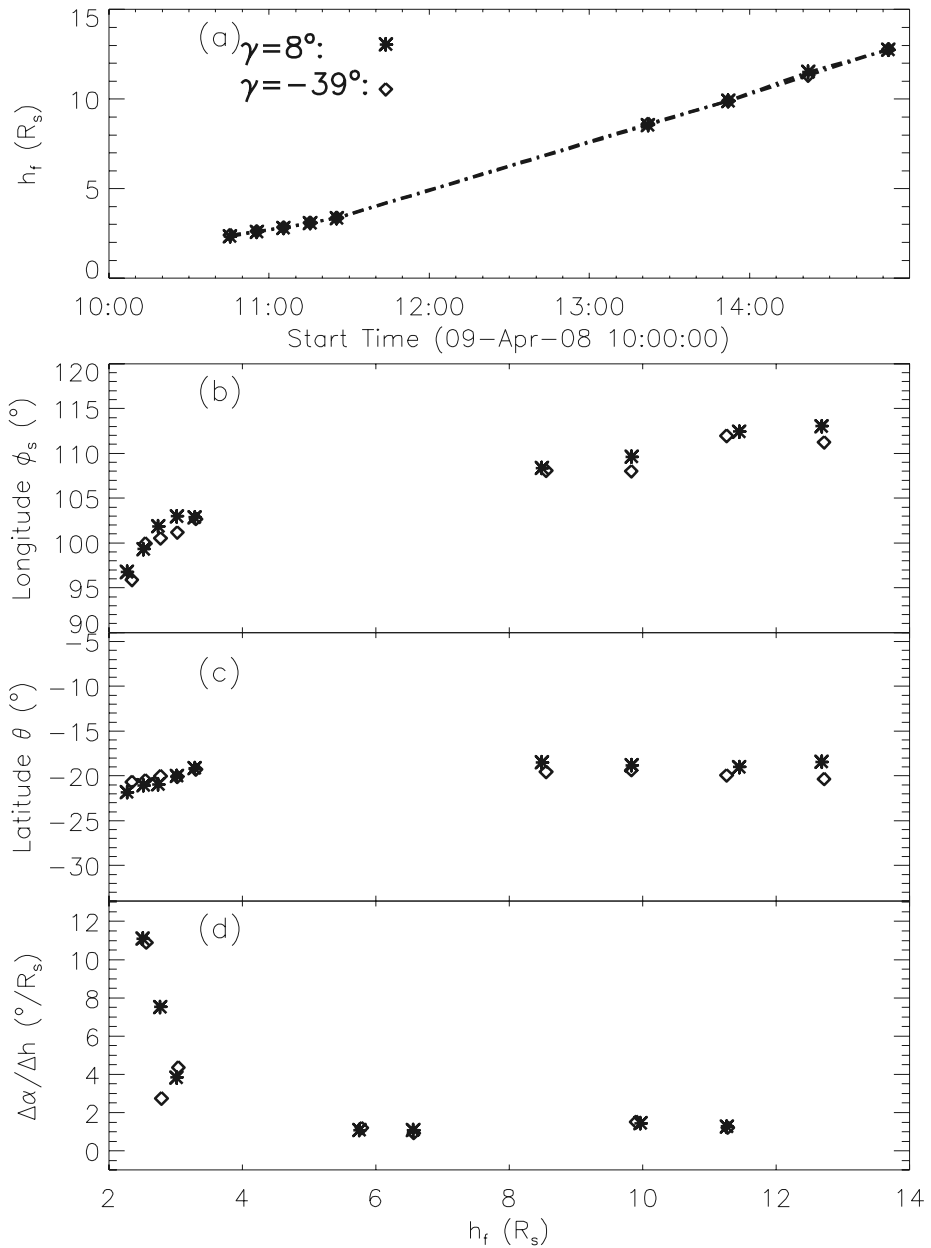 (a)
γ=8°:
γ=−39°:
h_f (R_s)
15
10
5
0
10:00 11:00 12:00 13:00 14:00
Start Time (09−Apr−08 10:00:00)
(b)
Longitude ϕ_s (°)
120
115
110
105
100
95
90
(c)
Latitude θ (°)
−5
−10
−15
−20
−25
−30
(d)
Δα/Δh (°/R_s)
12
10
8
6
4
2
0
2 4 6 8 10 12 14
h_f (R_s)